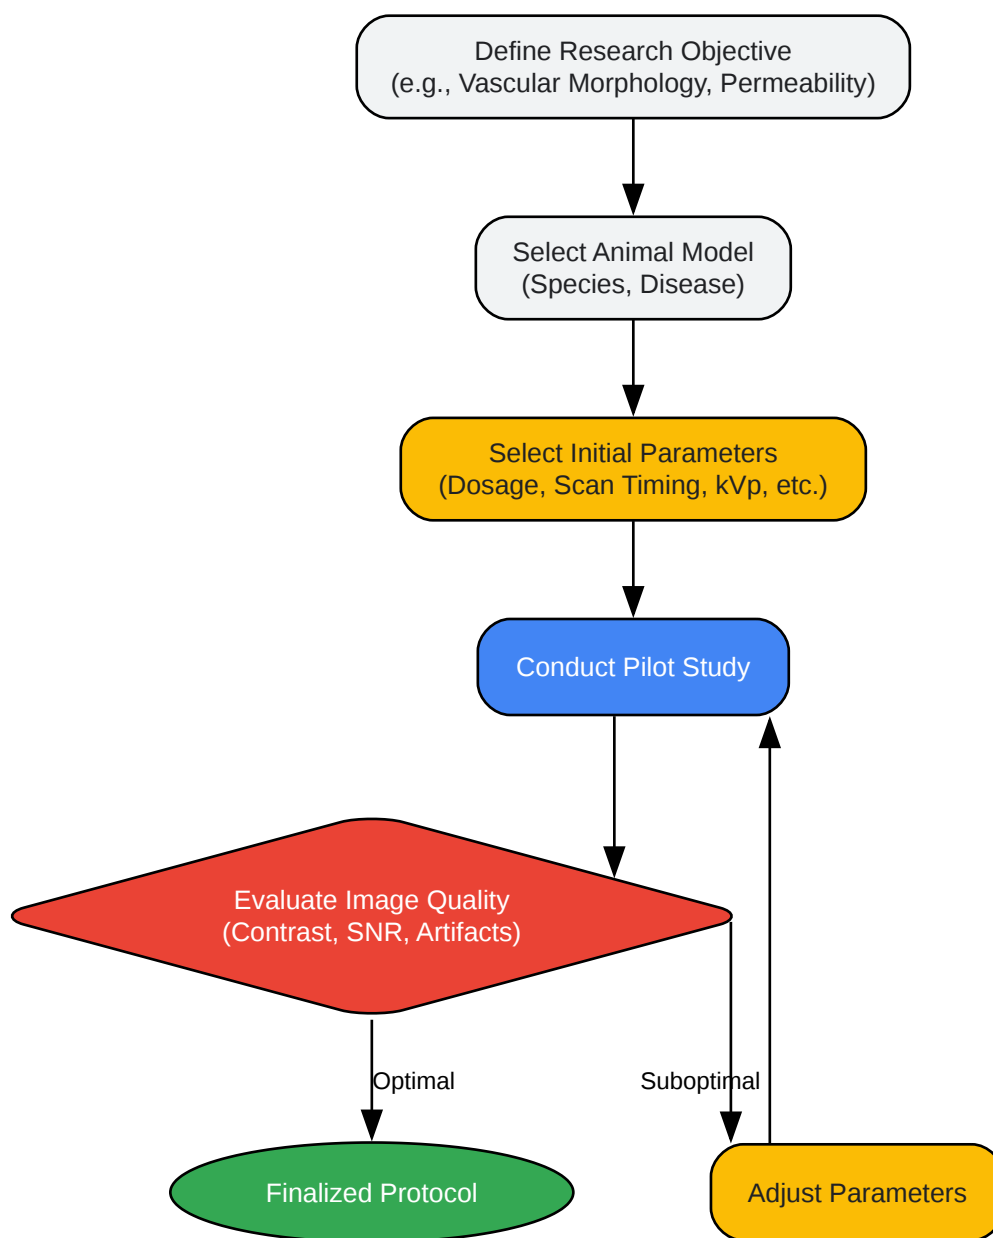 Define Research Objective
(e.g., Vascular Morphology, Permeability)
Select Animal Model
(Species, Disease)
Select Initial Parameters
(Dosage, Scan Timing, kVp, etc.)
Conduct Pilot Study
Evaluate Image Quality
(Contrast, SNR, Artifacts)
Optimal
Suboptimal
Finalized Protocol
Adjust Parameters